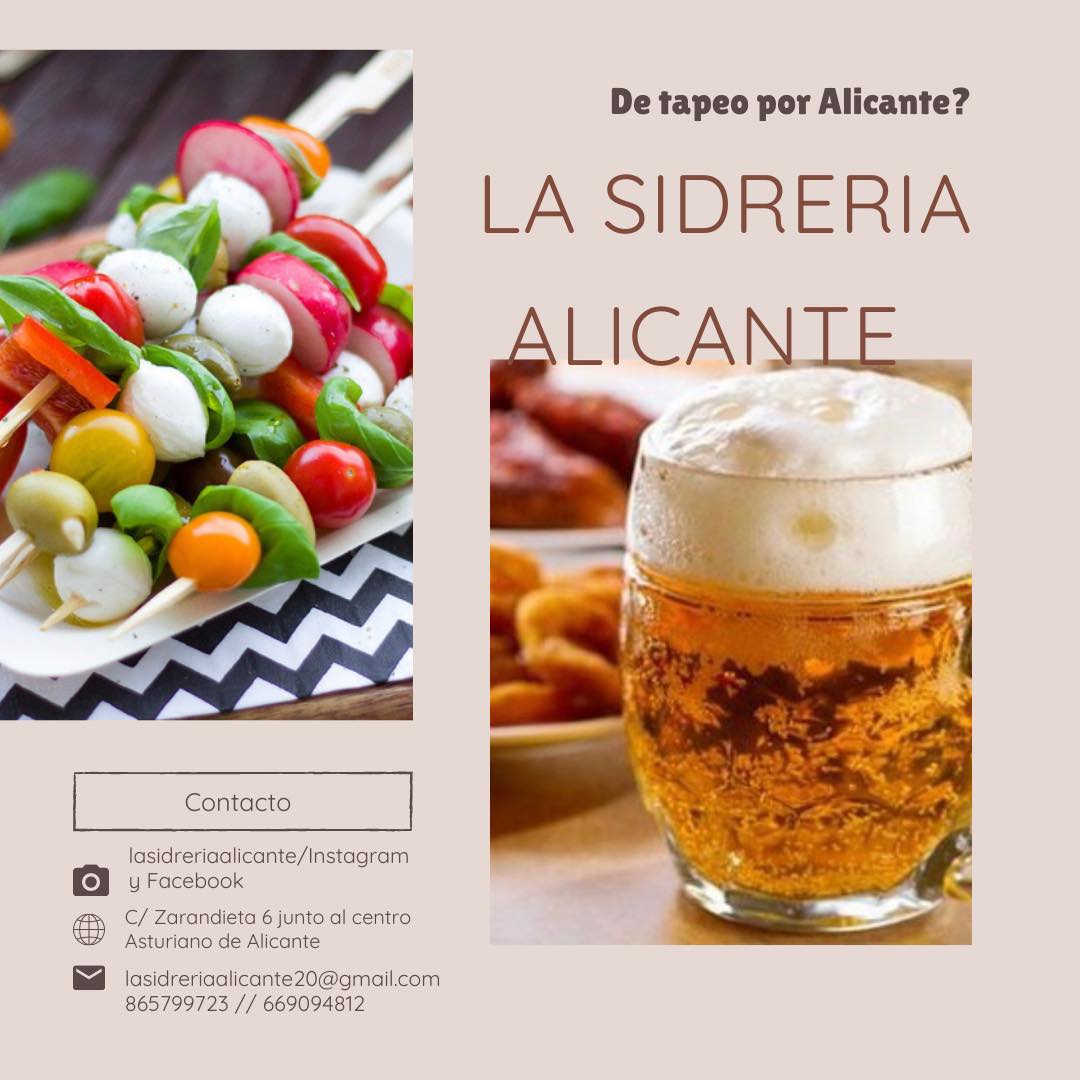 De tapeo por Alicante?
LA SIDRERIA
ALICANTE
Contacto
lasidreriaalicante/Instagram
y Facebook
C/ Zarandieta 6 junto al centro
Asturiano de Alicante
lasidreriaalicante20@gmail.com
865799723 // 669094812